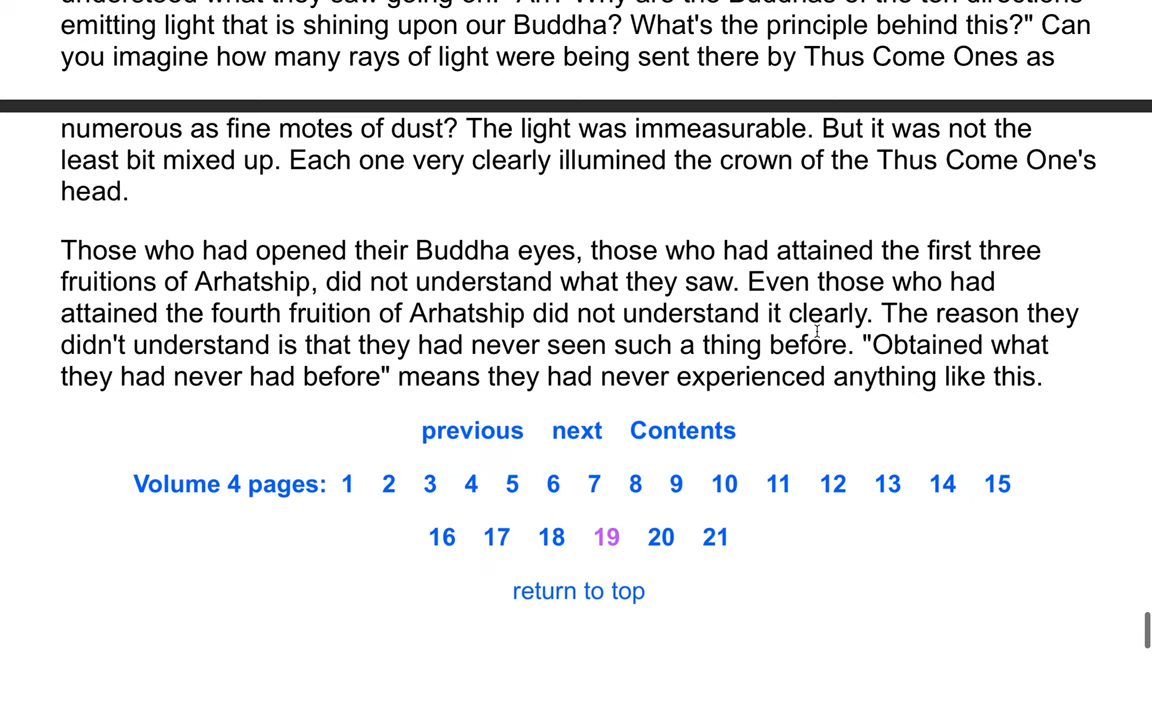 emitting light that is shining upon our Buddha? What's the principle behind this?" Can
you imagine how many rays of light were being sent there by Thus Come Ones as
numerous as fine motes of dust? The light was immeasurable. But it was not the
least bit mixed up. Each one very clearly illumined the crown of the Thus Come One's
head.
Those who had opened their Buddha eyes, those who had attained the first three
fruitions of Arhatship, did not understand what they saw. Even those who had
attained the fourth fruition of Arhatship did not understand it clearly. The reason they
didn't understand is that they had never seen such a thing before. "Obtained what
they had never had before" means they had never experienced anything like this.
previous next Contents
Volume 4 pages: 1 2 3 4 5 6 7 8 9 10 11 12 13 14 15
16 17 18 19 20 21
return to top